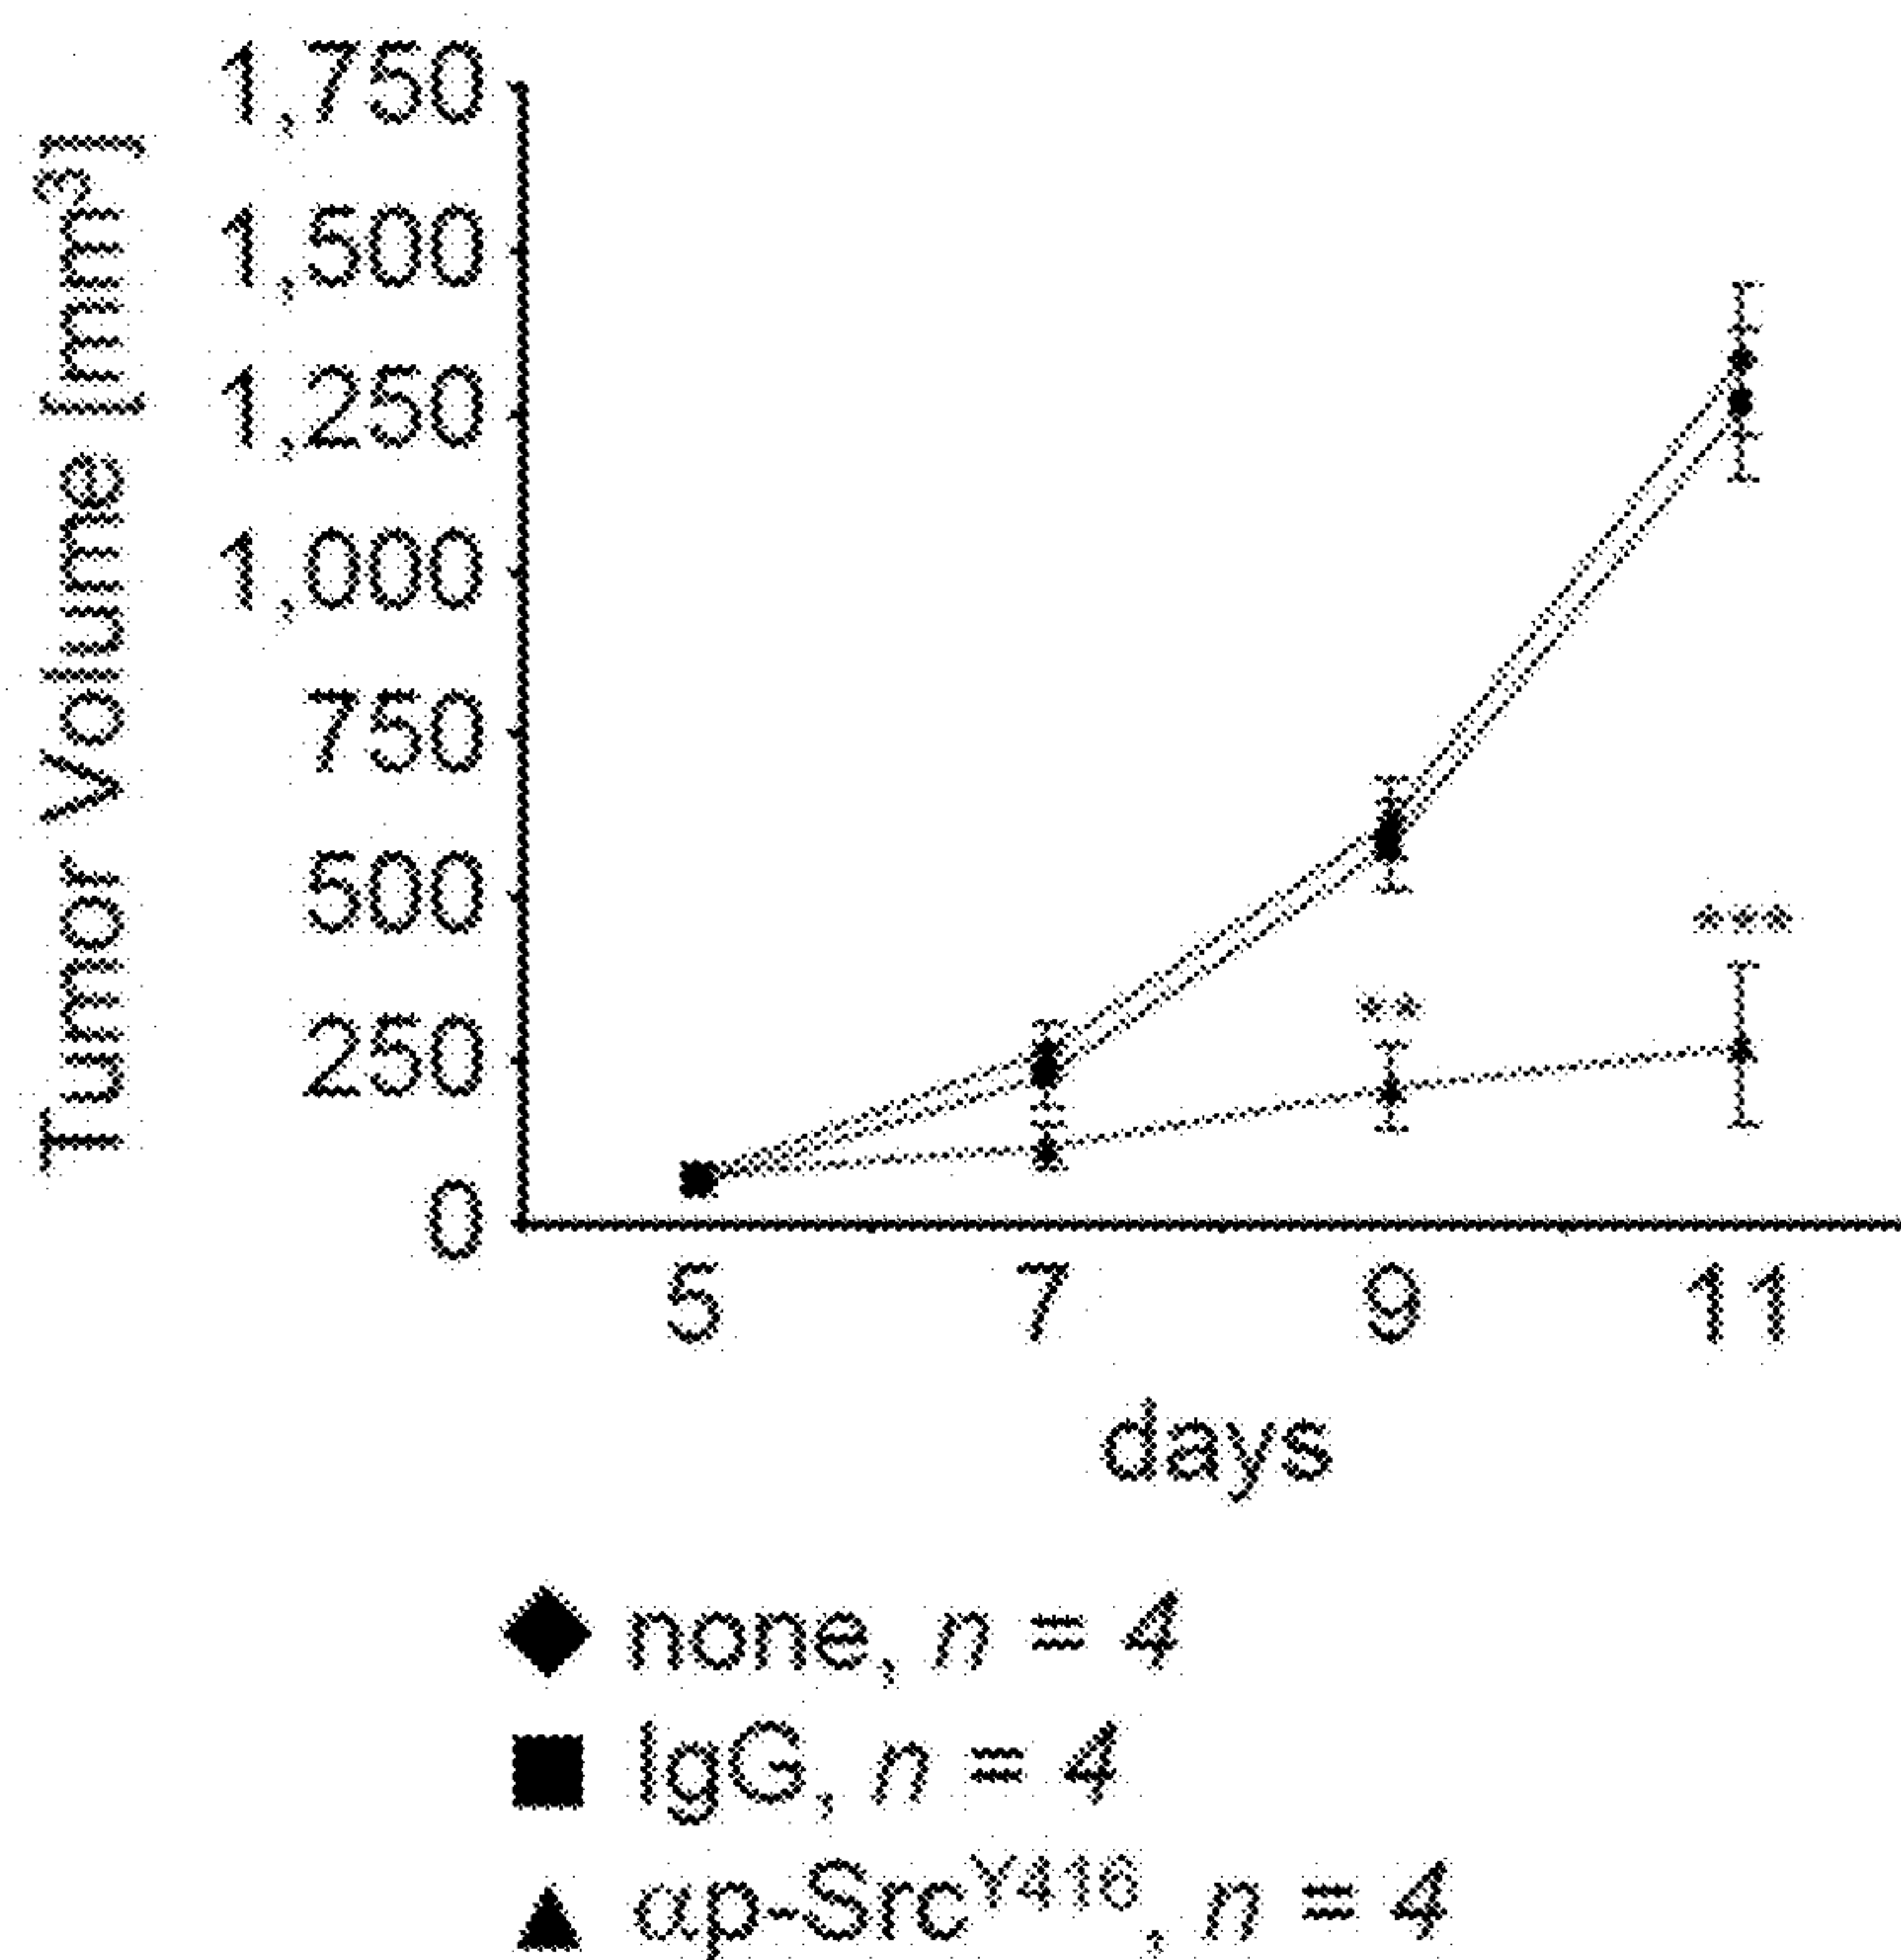 Tumor Volume [mm³]
1,750
1,500
1,250
1,000
750
500
250
0
***
**
5 7 9 11
days
none, n = 4
IgG, n = 4
αp-Src^Y416, n = 4